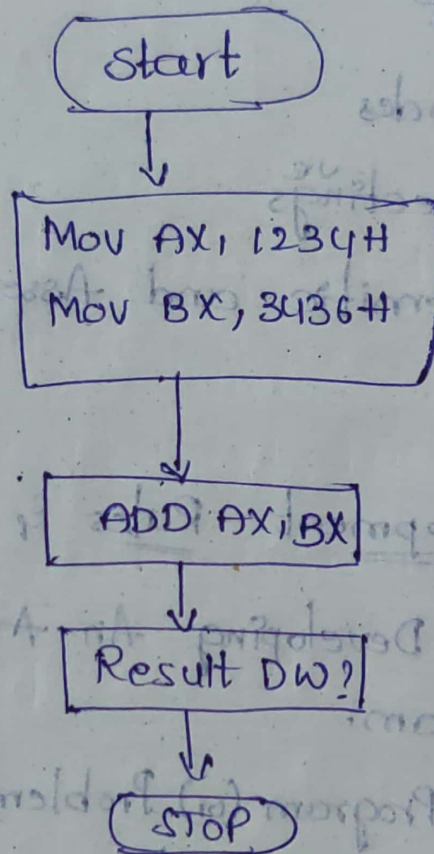 Start
Mov AX, 1234H
Mov BX, 3436H
ADD AX, BX
Result DW?
STOP